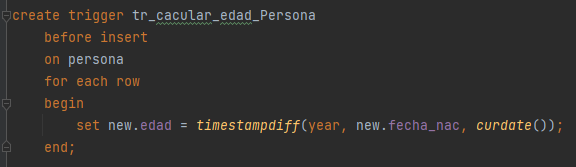 create trigger tr_cacular_edad_Persona
    before insert
    on persona
    for each row
    begin
        set new.edad = timestampdiff(year, new.fecha_nac, curdate());
    end;